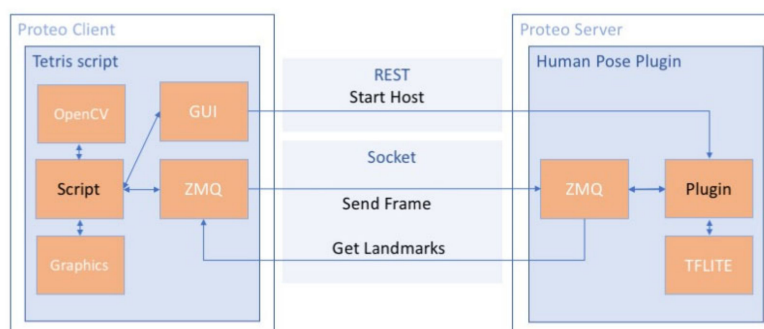 Proteo Client
Proteo Server
Tetris script
REST
Human Pose Plugin
Start Host
OpenCV
GUI
Socket
Script
ZMQ
ZMQ
Plugin
Send Frame
Get Landmarks
Graphics
TFLITE